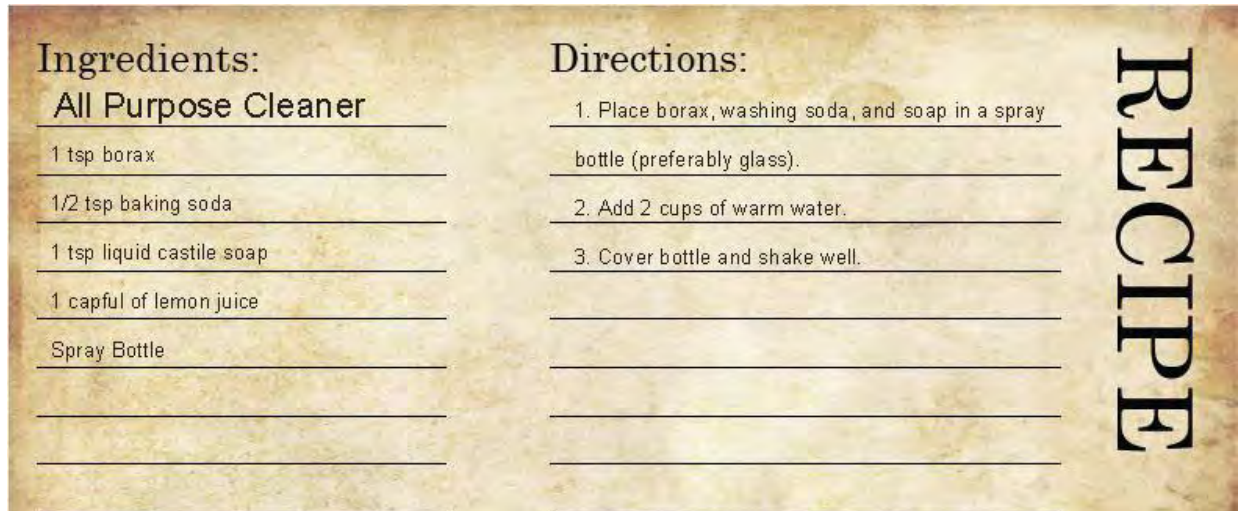 Ingredients:
All Purpose Cleaner
1 tsp borax
1/2 tsp baking soda
1 tsp liquid castile soap
1 capful of lemon juice
Spray Bottle
Directions:
1. Place borax, washing soda, and soap in a spray
bottle (preferably glass).
2. Add 2 cups of warm water.
3. Cover bottle and shake well.
RECIPE